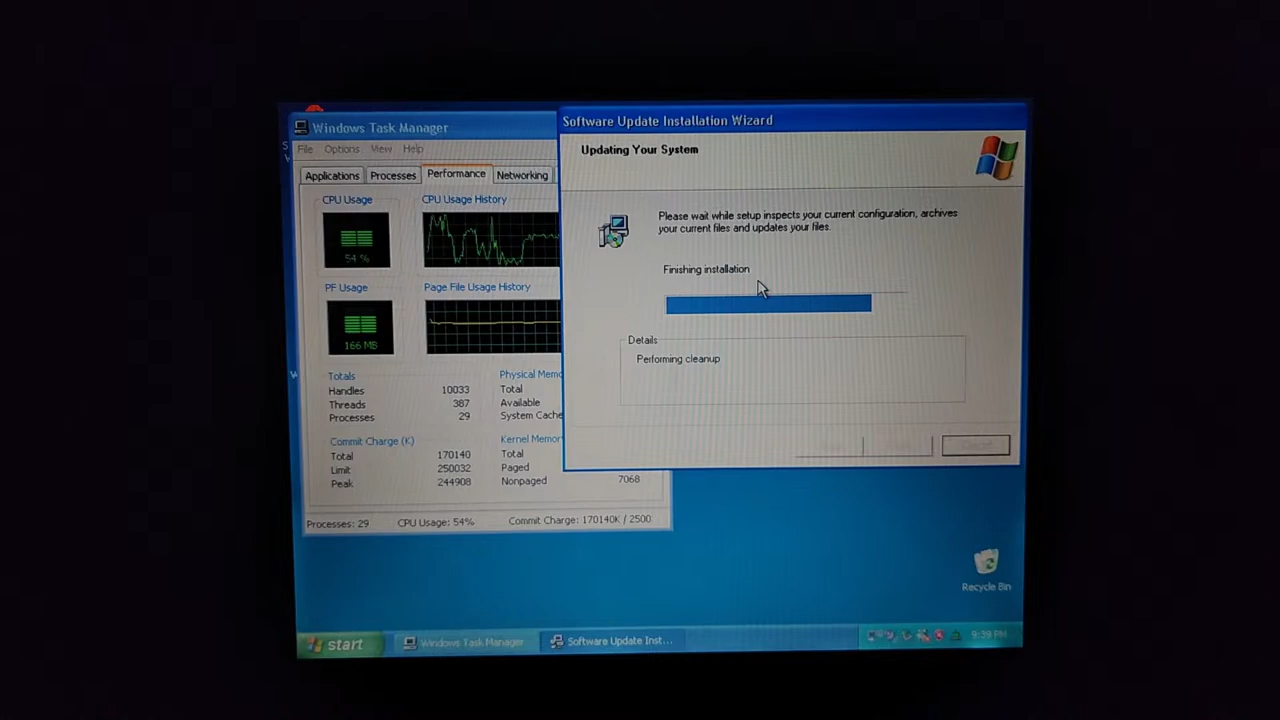 Windows Task Manager
File Options View Help
Applications Processes Performance Networking
CPU Usage CPU Usage History
54 %
PF Usage Page File Usage History
166 MB
Totals
Handles 10033
Threads 387
Processes 29
Physical Memo
Total
Available
System Cache
Commit Charge (K)
Total 170140
Limit 250032
Peak 244908
Kernel Memor
Total
Paged
Nonpaged 7068
Processes: 29 CPU Usage: 54% Commit Charge: 170140K / 2500
Software Update Installation Wizard
Updating Your System
Please wait while setup inspects your current configuration, archives
your current files and updates your files.
Finishing installation
Details
Performing cleanup
Recycle Bin
start Windows Task Manager Software Update Inst... 9:39 PM